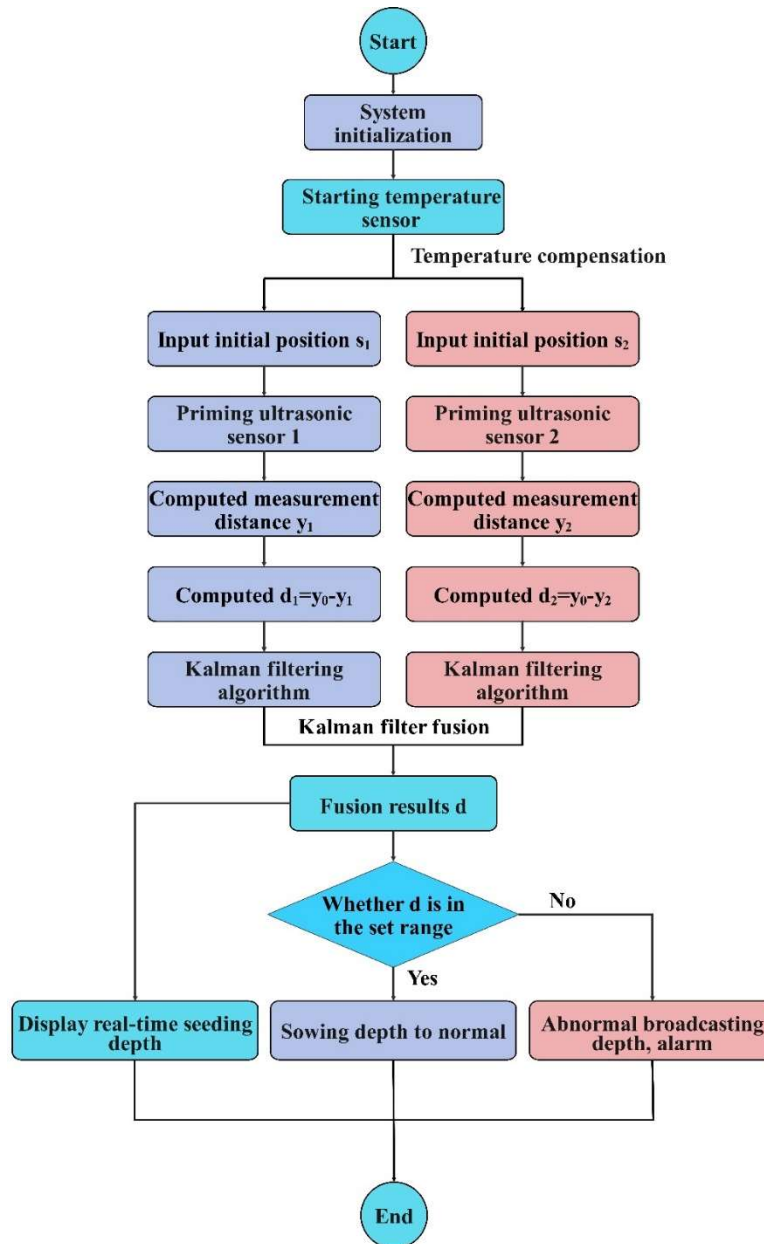 Start
System
initialization
Starting temperature
sensor
Temperature compensation
Input initial position s₁
Input initial position s₂
Priming ultrasonic
sensor 1
Priming ultrasonic
sensor 2
Computed measurement
distance y₁
Computed measurement
distance y₂
Computed d₁=y₀-y₁
Computed d₂=y₀-y₂
Kalman filtering
algorithm
Kalman filtering
algorithm
Kalman filter fusion
Fusion results d
Whether d is in
the set range
No
Yes
Display real-time seeding
depth
Sowing depth to normal
Abnormal broadcasting
depth, alarm
End